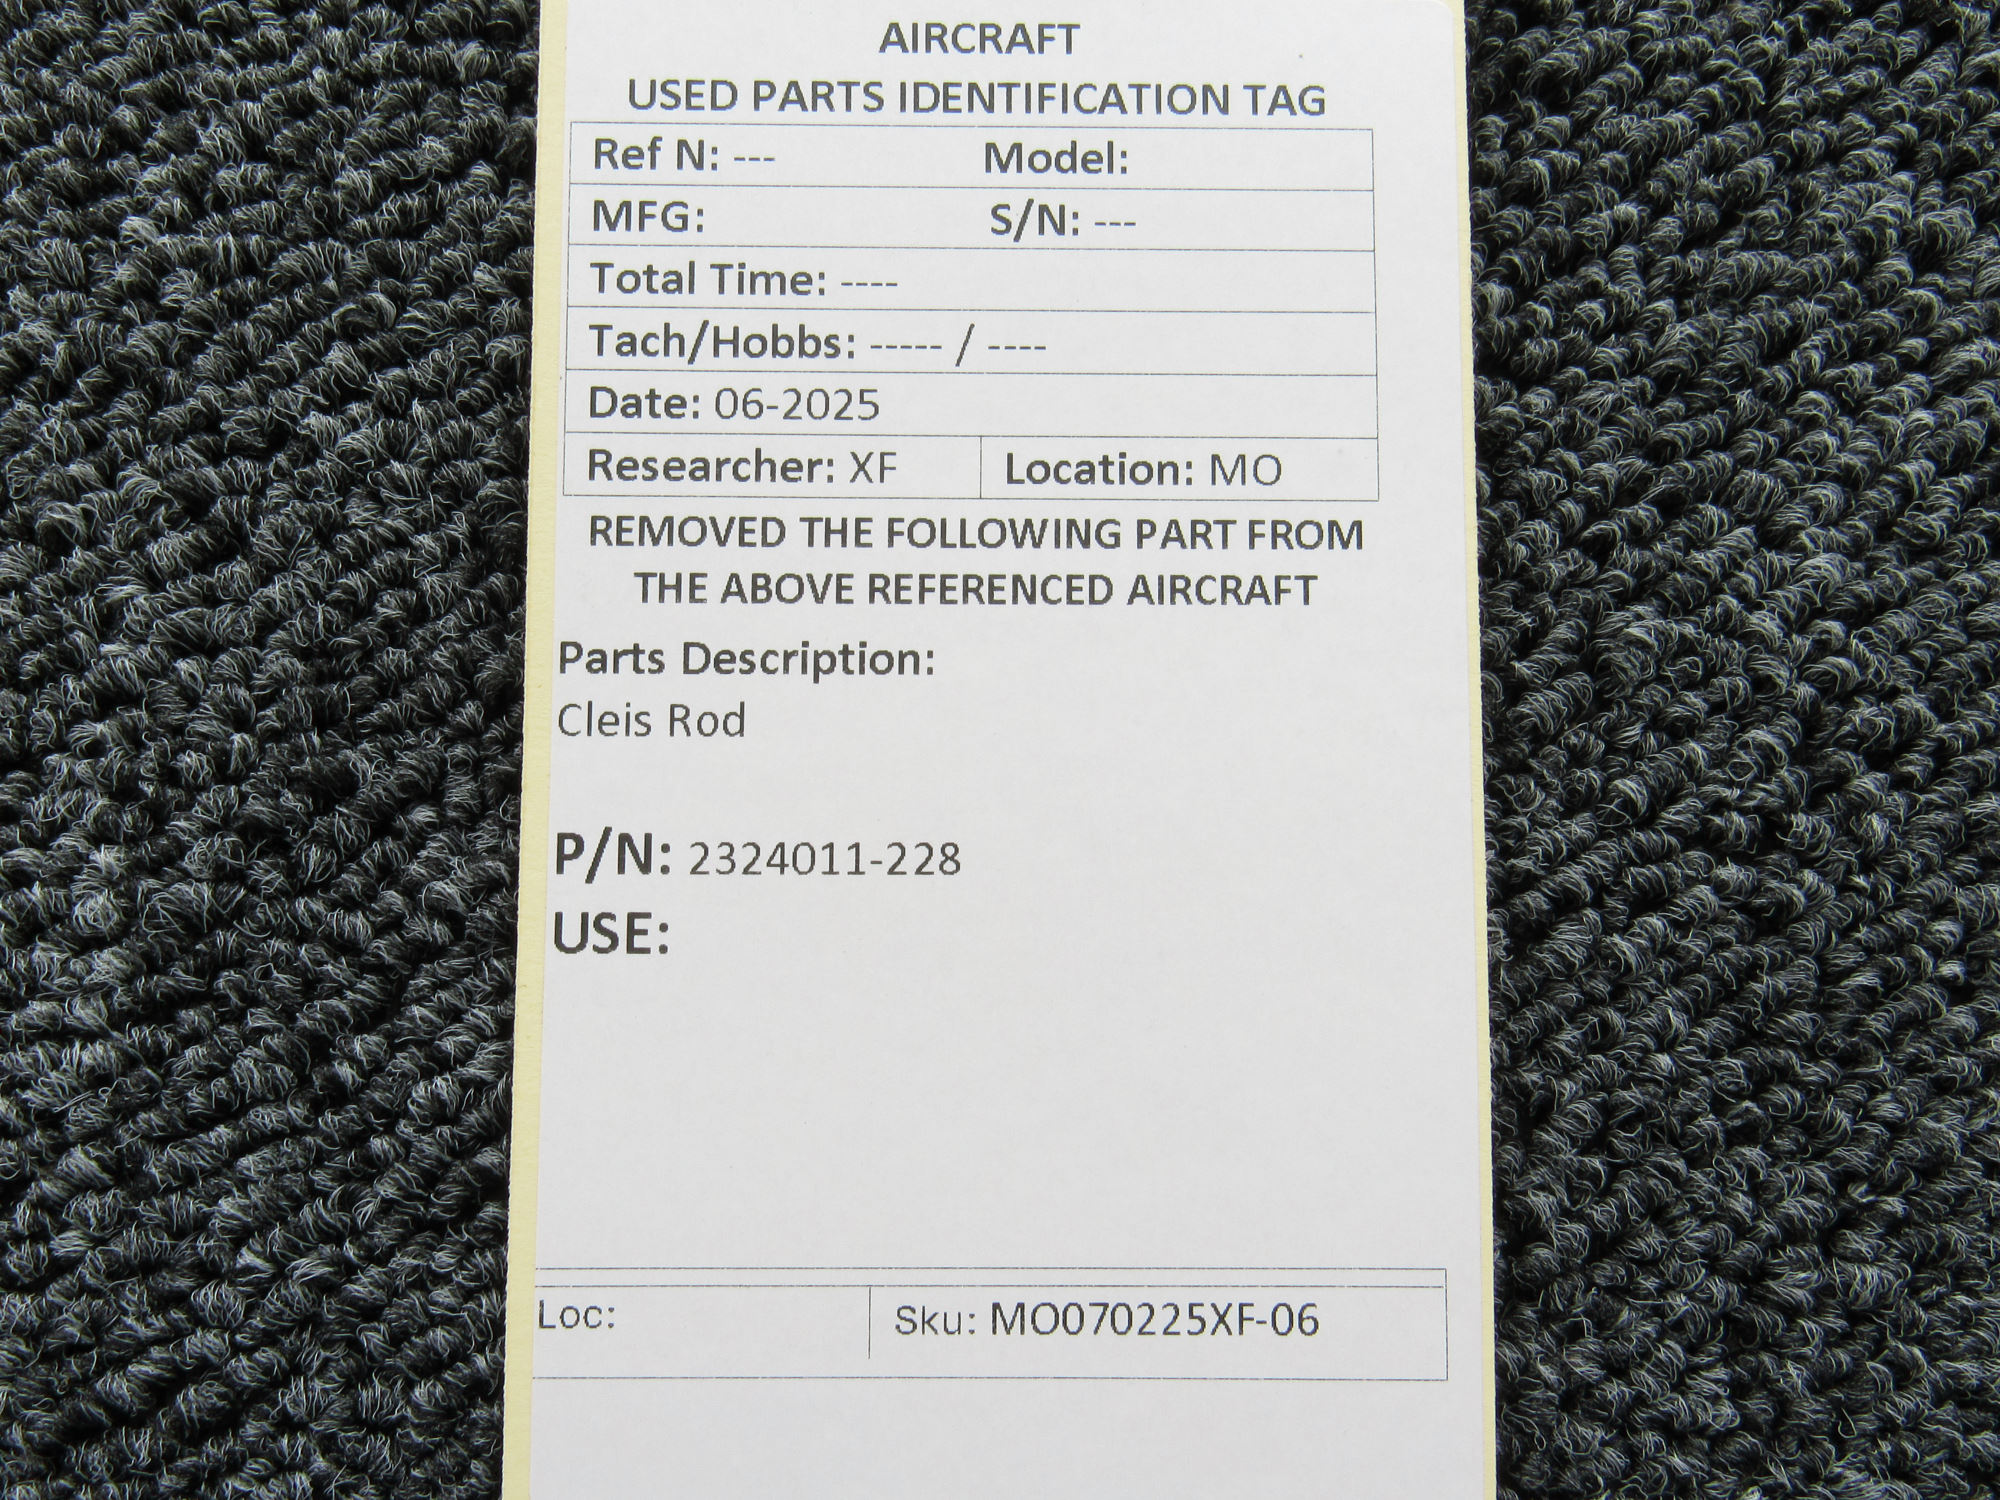 AIRCRAFT
USED PARTS IDENTIFICATION TAG
Ref N: --- Model:
MFG: S/N: ---
Total Time: ----
Tach/Hobbs: ----- / ----
Date: 06-2025
Researcher: XF Location: MO
REMOVED THE FOLLOWING PART FROM
THE ABOVE REFERENCED AIRCRAFT
Parts Description:
Cleis Rod
P/N: 2324011-228
USE:
Loc: Sku: MO070225XF-06